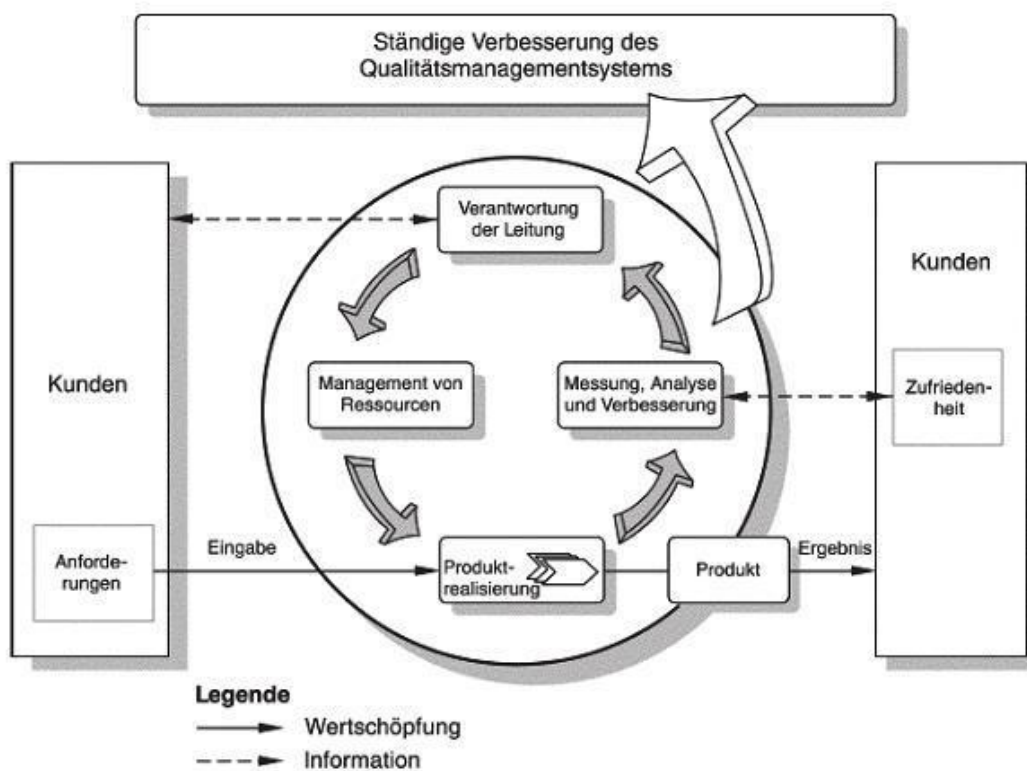 Ständige Verbesserung des
Qualitätsmanagementsystems
Verantwortung
der Leitung
Kunden
Kunden
Management von
Ressourcen
Messung, Analyse
und Verbesserung
Zufrieden-
heit
Anforde-
rungen
Eingabe
Produkt-
realisierung
Produkt
Ergebnis
Legende
Wertschöpfung
Information